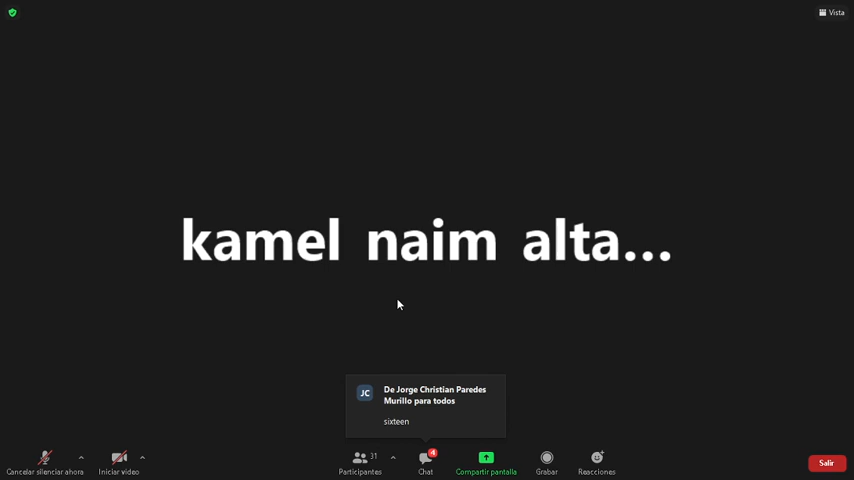 Vista
kamel naim alta...
JC
De Jorge Christian Paredes
Murillo para todos
sixteen
31
4
Cancelar silenciar ahora
Iniciar video
Participantes
Chat
Compartir pantalla
Grabar
Reacciones
Salir